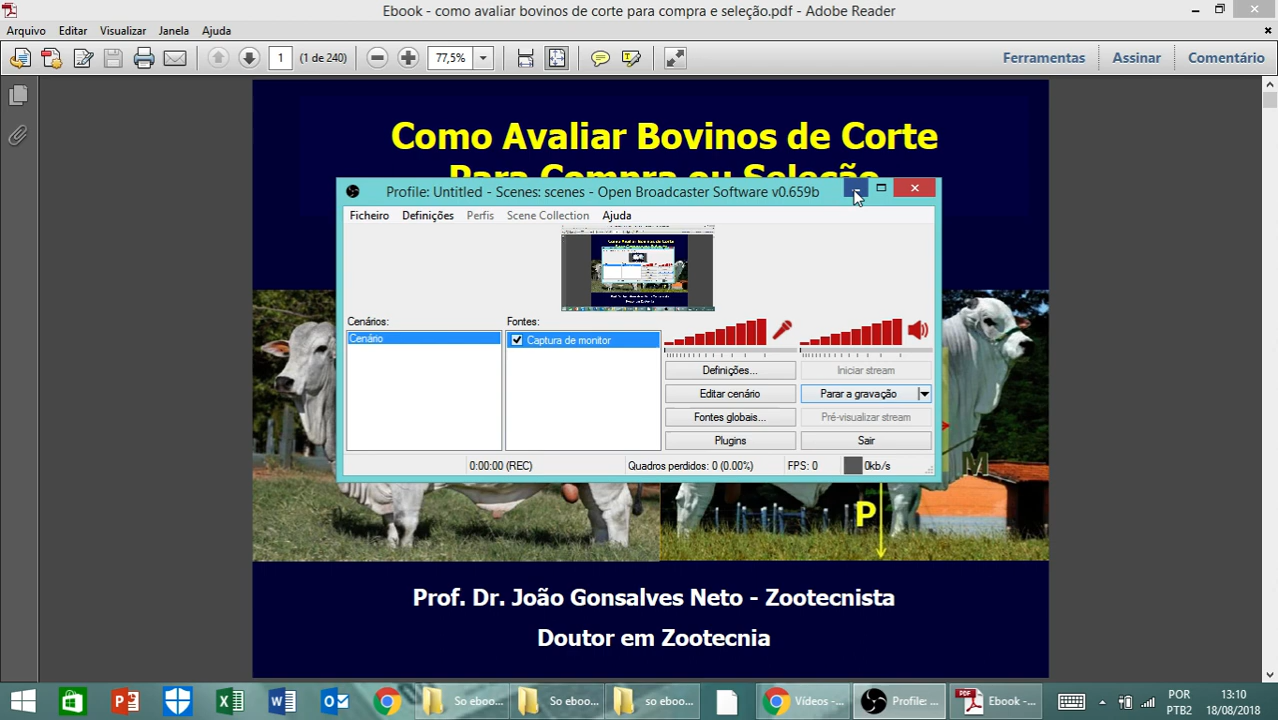 Ebook - como avaliar bovinos de corte para compra e seleção.pdf - Adobe Reader
Arquivo Editar Visualizar Janela Ajuda
1 (1 de 240) 77,5% Ferramentas Assinar Comentário
Como Avaliar Bovinos de Corte
Para Compra ou Seleção
Profile: Untitled - Scenes: scenes - Open Broadcaster Software v0.659b
Ficheiro Definições Perfis Scene Collection Ajuda
Cenários: Fontes:
Cenário
Captura de monitor
Definições... Iniciar stream
Editar cenário Parar a gravação
Fontes globais... Pré-visualizar stream
Plugins Sair
0:00:00 (REC) Quadros perdidos: 0 (0.00%) FPS: 0 0kb/s
M
P
Prof. Dr. João Gonsalves Neto - Zootecnista
Doutor em Zootecnia
So eboo... So eboo... so eboo... Vídeos -... Profile: ... Ebook -...
POR
PTB2
13:10
18/08/2018